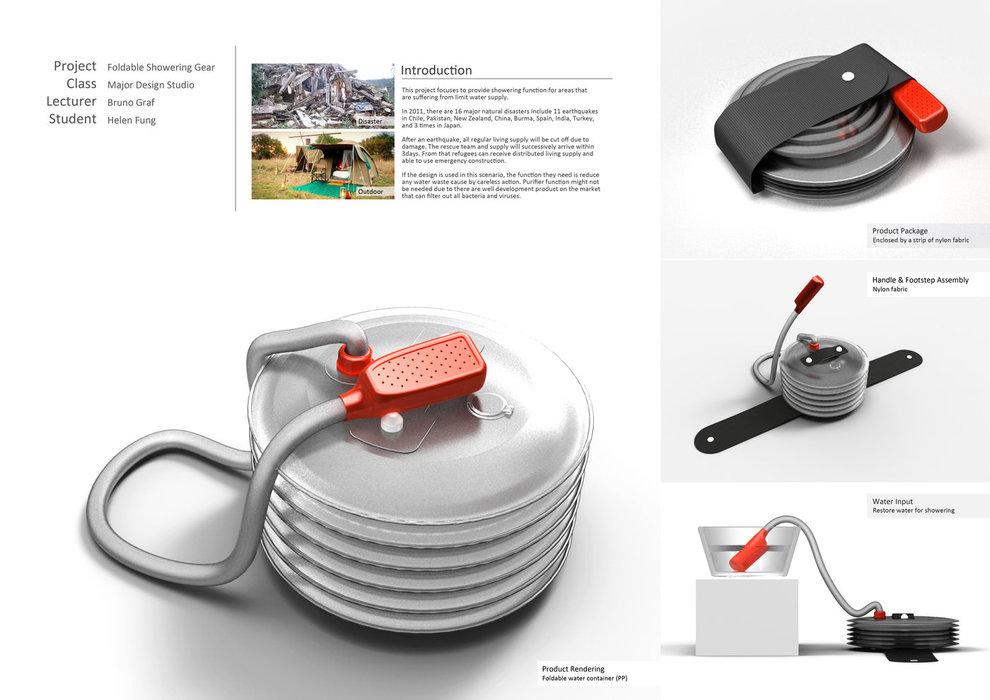 Project Foldable Showering Gear
Class Major Design Studio
Lecturer Bruno Graf
Student Helen Fung
Disaster
Outdoor
Introduction
This project focuses to provide showering function for areas that
are suffering from limit water supply.
In 2011, there are 16 major natural disasters include 11 earthquakes
in Chile, Pakistan, New Zealand, China, Burma, Spain, India, Turkey,
and 3 times in Japan.
After an earthquake, all regular living supply will be cut off due to
damage. The rescue team and supply will successively arrive within
3days. From that refugees can receive distributed living supply and
able to use emergency construction.
If the design is used in this scenario, the function they need is reduce
any water waste cause by careless action. Purifier function might not
be needed due to there are well development product on the market
that can filter out all bacteria and viruses.
Product Package
Enclosed by a strip of nylon fabric
Handle & Footstep Assembly
Nylon fabric
Water Input
Restore water for showering
Product Rendering
Foldable water container (PP)